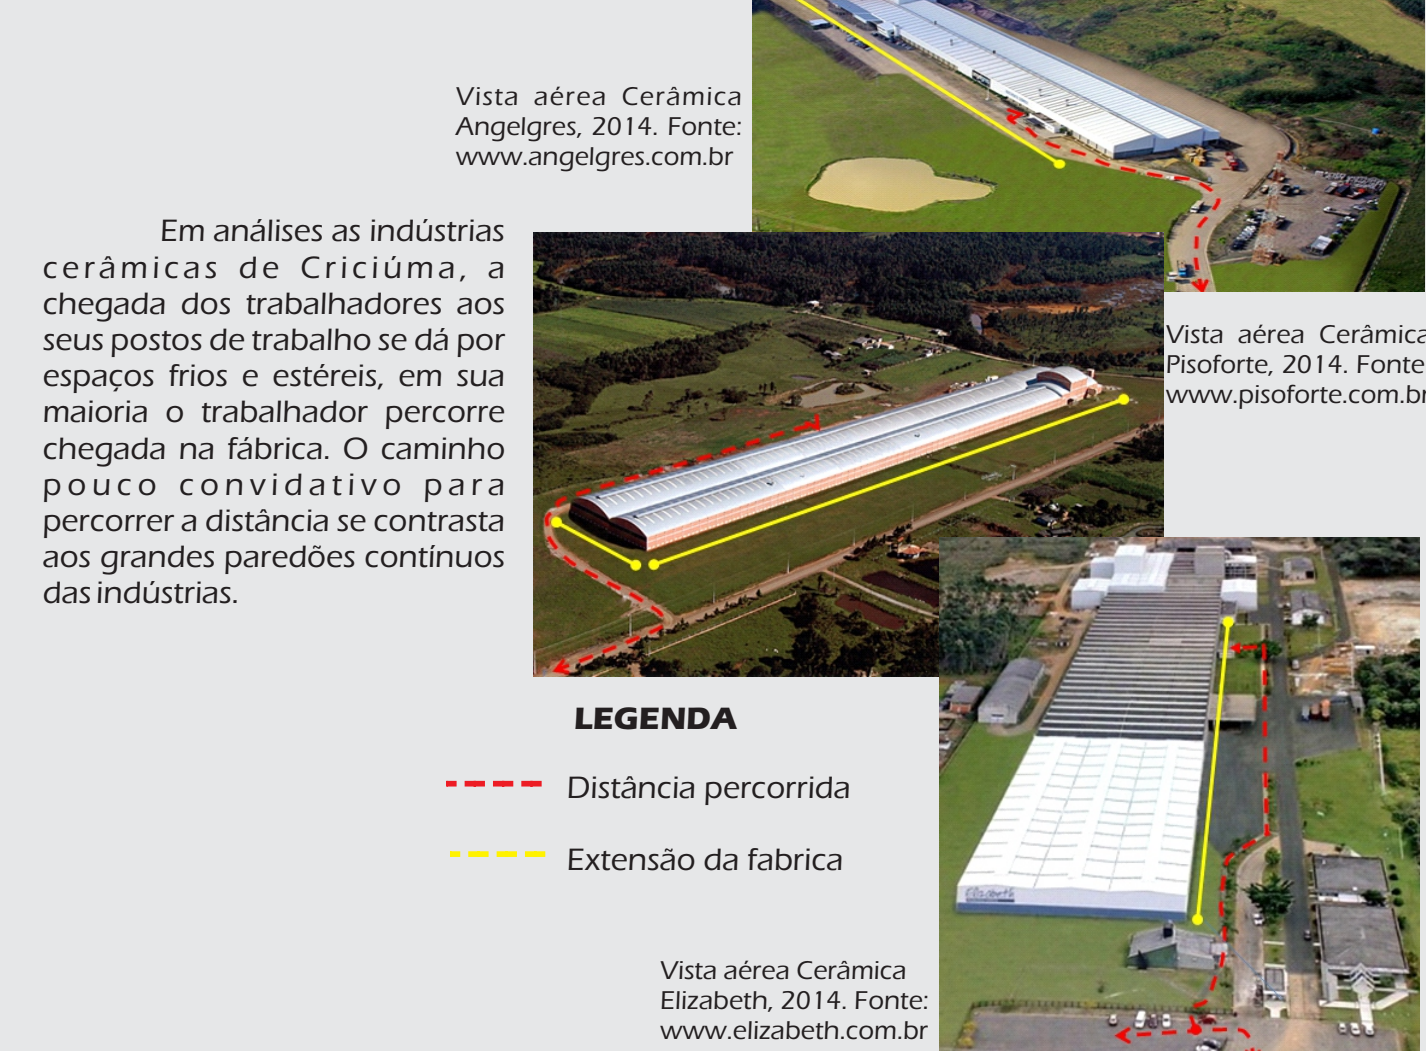 Vista aérea Cerâmica
Angelgres, 2014. Fonte:
www.angelgres.com.br
Em análises as indústrias
cerâmicas de Criciúma, a
chegada dos trabalhadores aos
seus postos de trabalho se dá por
espaços frios e estéreis, em sua
maioria o trabalhador percorre
chegada na fábrica. O caminho
pouco convidativo para
percorrer a distância se contrasta
aos grandes paredões contínuos
das indústrias.
Vista aérea Cerâmica
Pisoforte, 2014. Fonte
www.pisoforte.com.br
LEGENDA
Distância percorrida
Extensão da fabrica
Elizabeth
Vista aérea Cerâmica
Elizabeth, 2014. Fonte:
www.elizabeth.com.br